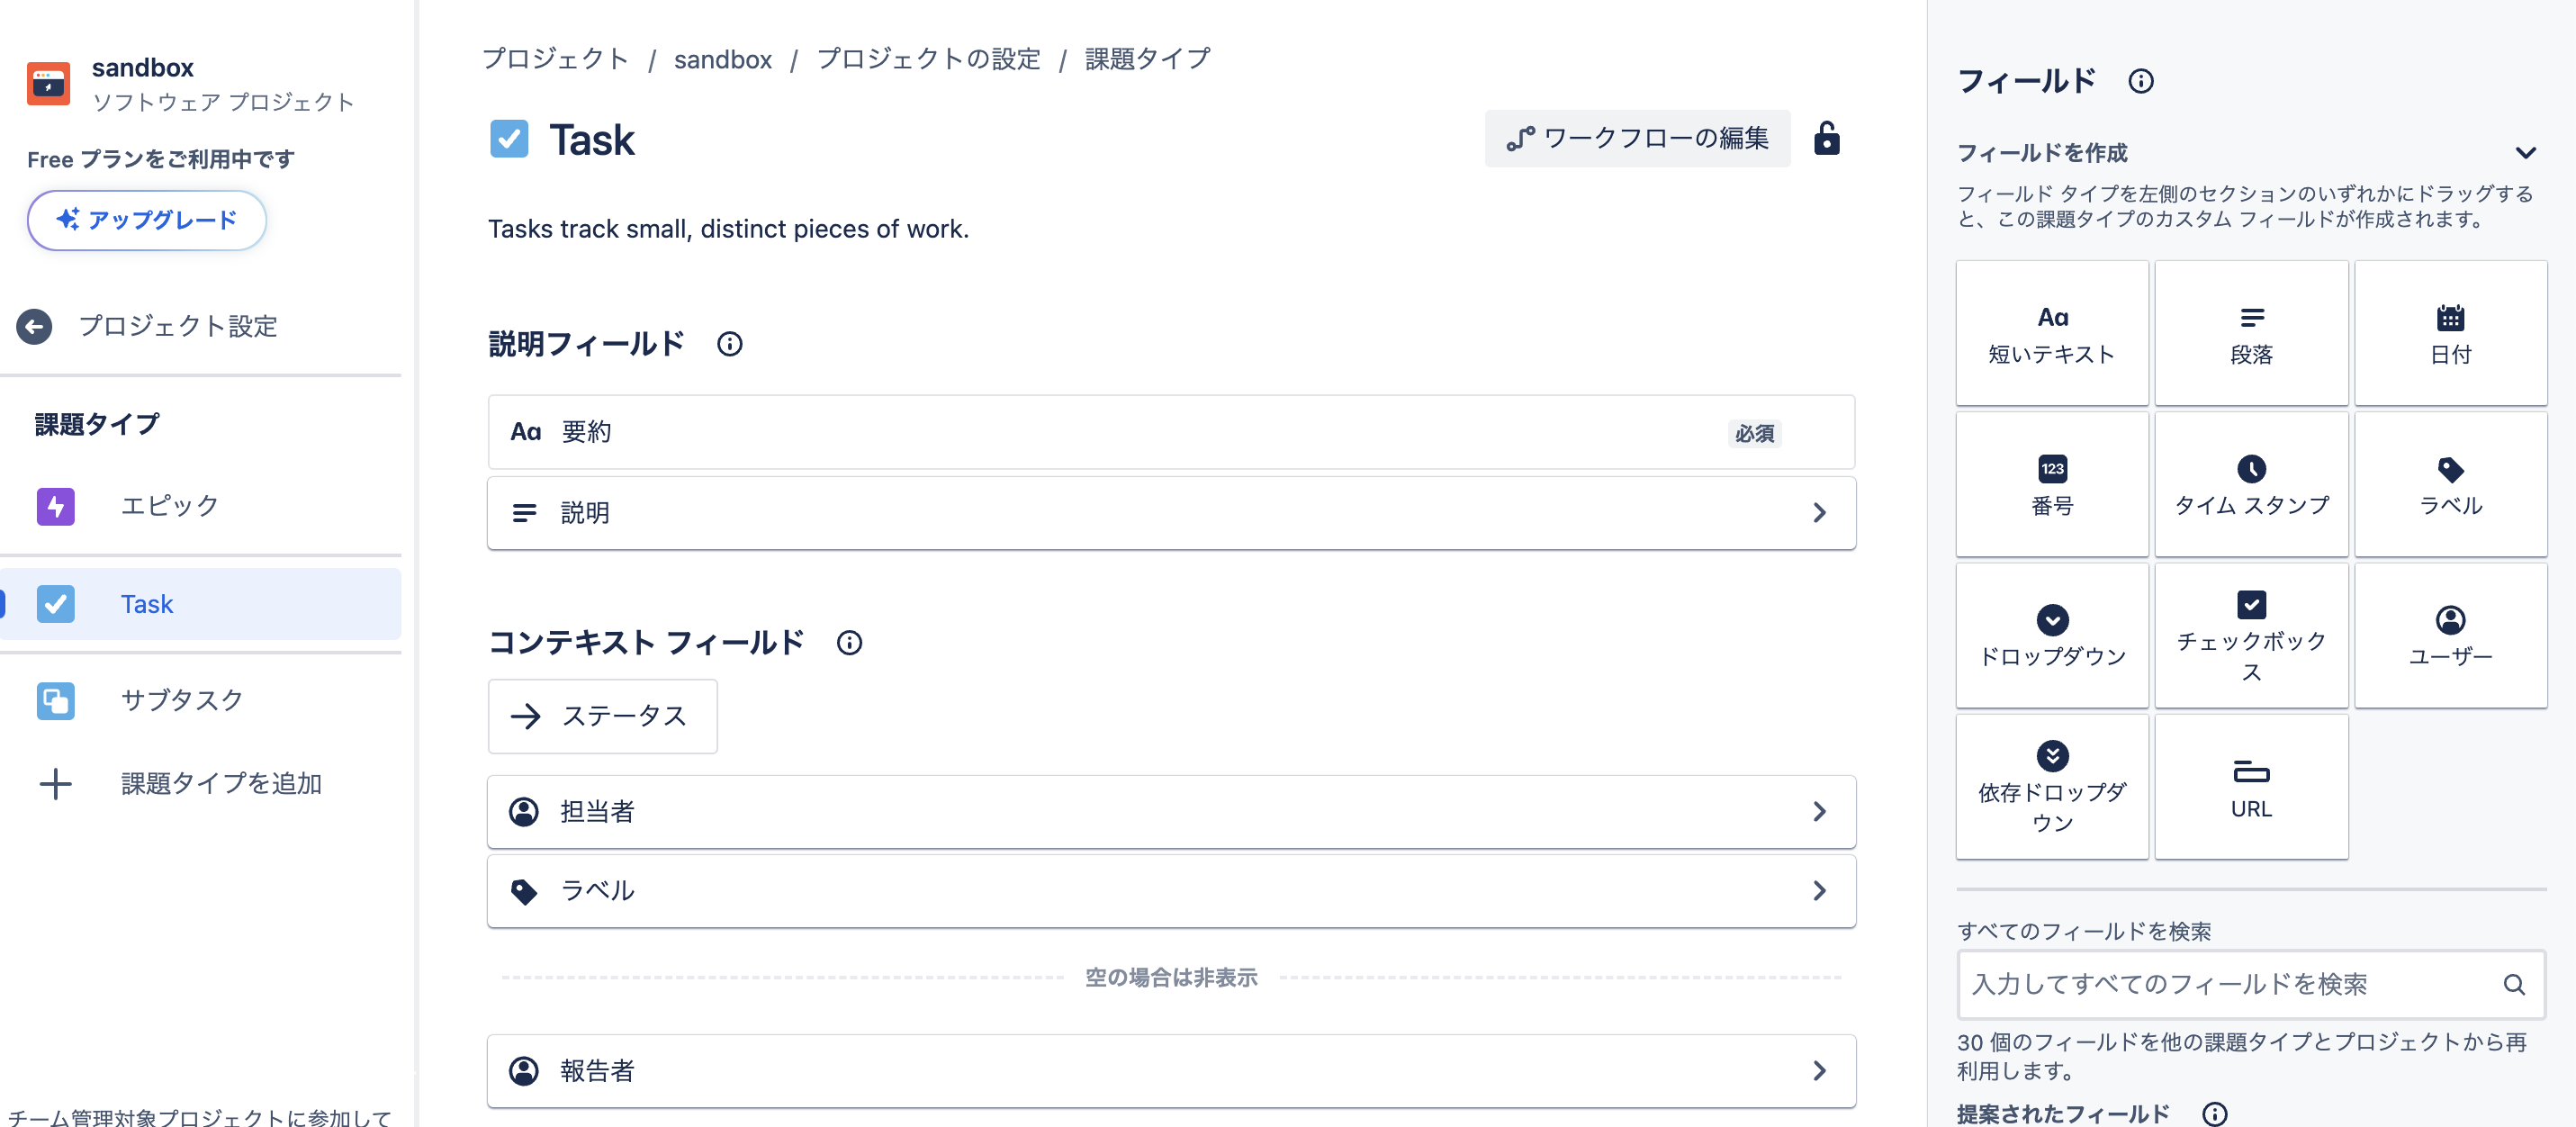 sandbox
ソフトウェア プロジェクト
Free プランをご利用中です
アップグレード
プロジェクト設定
課題タイプ
エピック
Task
サブタスク
課題タイプを追加
チーム管理対象プロジェクトに参加して
プロジェクト / sandbox / プロジェクトの設定 / 課題タイプ
Task
ワークフローの編集
Tasks track small, distinct pieces of work.
説明フィールド
Aa 要約 必須
説明
コンテキスト フィールド
ステータス
担当者
ラベル
空の場合は非表示
報告者
フィールド
フィールドを作成
フィールド タイプを左側のセクションのいずれかにドラッグする
と、この課題タイプのカスタム フィールドが作成されます。
Aa
短いテキスト
段落
日付
123
番号
タイム スタンプ
ラベル
ドロップダウン
チェックボック
ス
ユーザー
依存ドロップダ
ウン
URL
すべてのフィールドを検索
入力してすべてのフィールドを検索
30 個のフィールドを他の課題タイプとプロジェクトから再
利用します。
提案されたフィールド